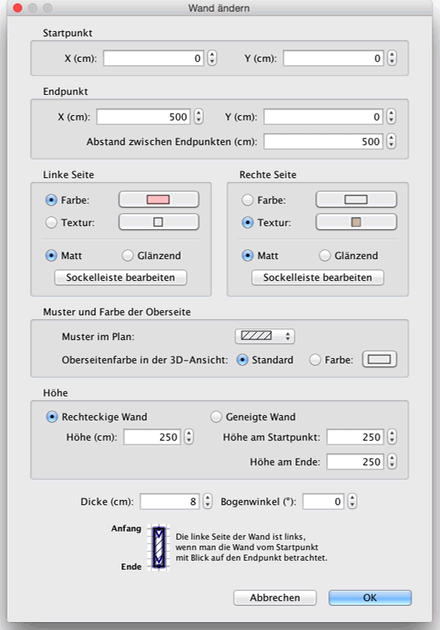 Wand ändern
Startpunkt
X (cm): 0 Y (cm): 0
Endpunkt
X (cm): 500 Y (cm): 0
Abstand zwischen Endpunkten (cm): 500
Linke Seite Rechte Seite
Farbe: Farbe:
Textur: Textur:
Matt Glänzend Matt Glänzend
Sockelleiste bearbeiten Sockelleiste bearbeiten
Muster und Farbe der Oberseite
Muster im Plan:
Oberseitenfarbe in der 3D-Ansicht: Standard Farbe:
Höhe
Rechteckige Wand Geneigte Wand
Höhe (cm): 250 Höhe am Startpunkt: 250
Höhe am Ende: 250
Dicke (cm): 8 Bogenwinkel (°): 0
Anfang
Die linke Seite der Wand ist links,
wenn man die Wand vom Startpunkt
mit Blick auf den Endpunkt betrachtet.
Ende
Abbrechen OK